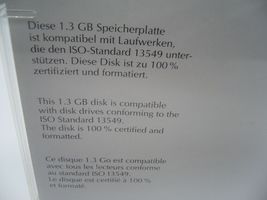 Diese 1.3 GB Speicherplatte
ist kompatibel mit Laufwerken,
die den ISO-Standard 13549 unter-
stützen. Diese Disk ist zu 100 %
zertifiziert und formatiert.
This 1.3 GB disk is compatible
with disk drives conforming to the
ISO Standard 13549.
The disk is 100 % certified and
formatted.
Ce disque 1.3 Go est compatible
avec tous les lecteurs conforme
au standard ISO 13549.
Le disque est certifié à 100 %
et formaté.